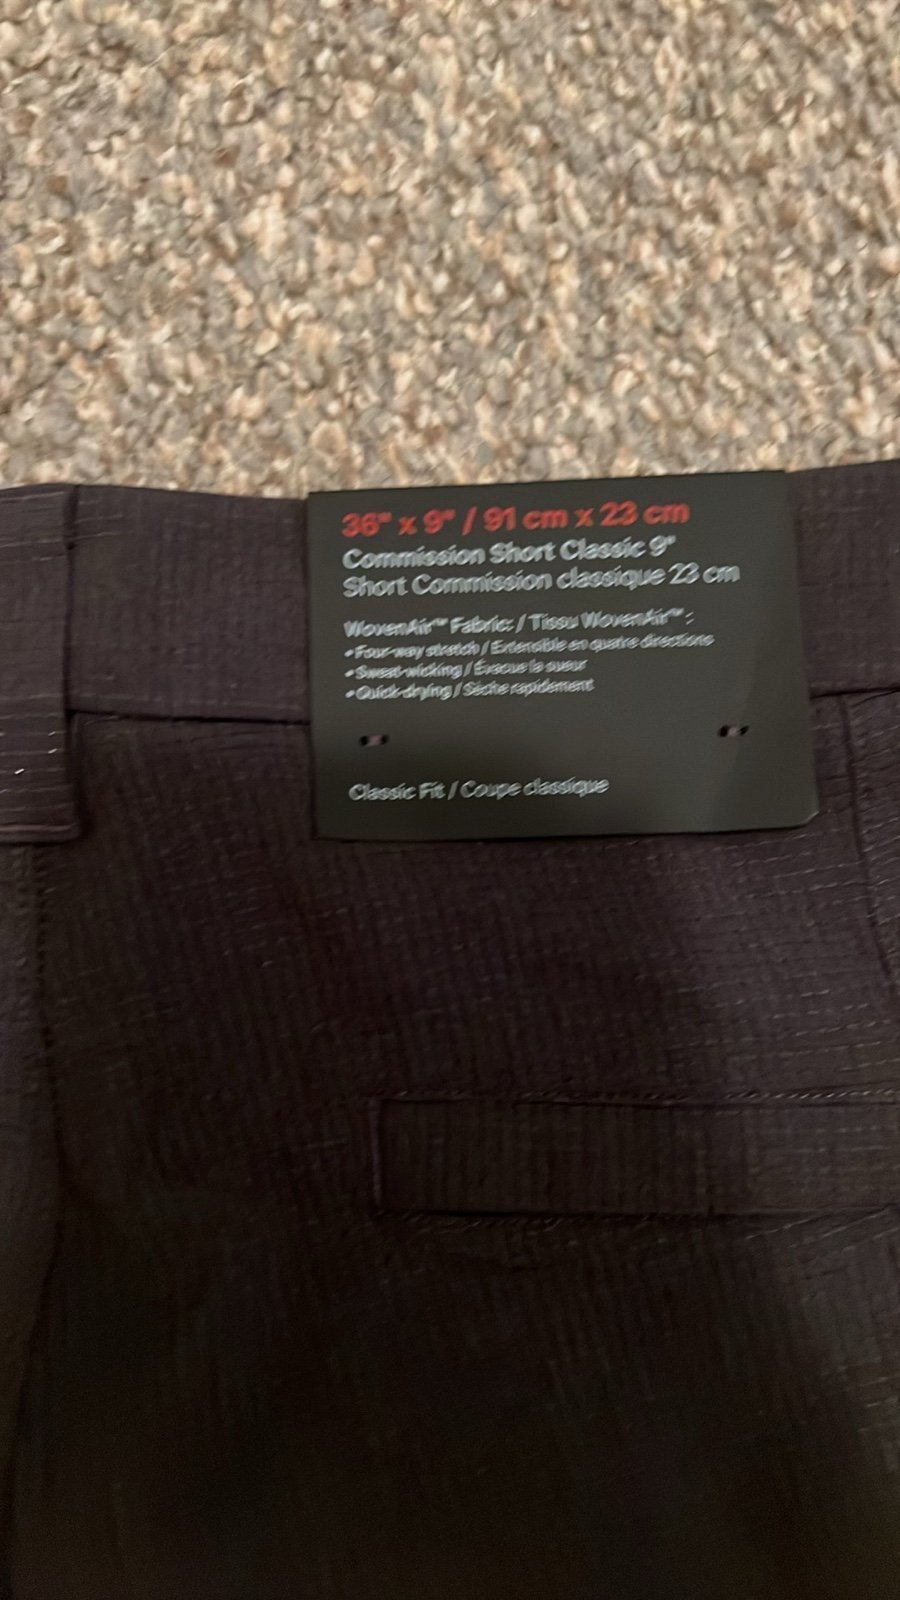 36" x 9" / 91 cm x 23 cm
Commission Short Classic 9"
Short Commission classique 23 cm
WovenAir™ Fabric: / Tissu WovenAir™ :
• Four-way stretch / Extensible en quatre directions
• Sweat-wicking / Évacue la sueur
• Quick-drying / Sèche rapidement
Classic Fit / Coupe classique